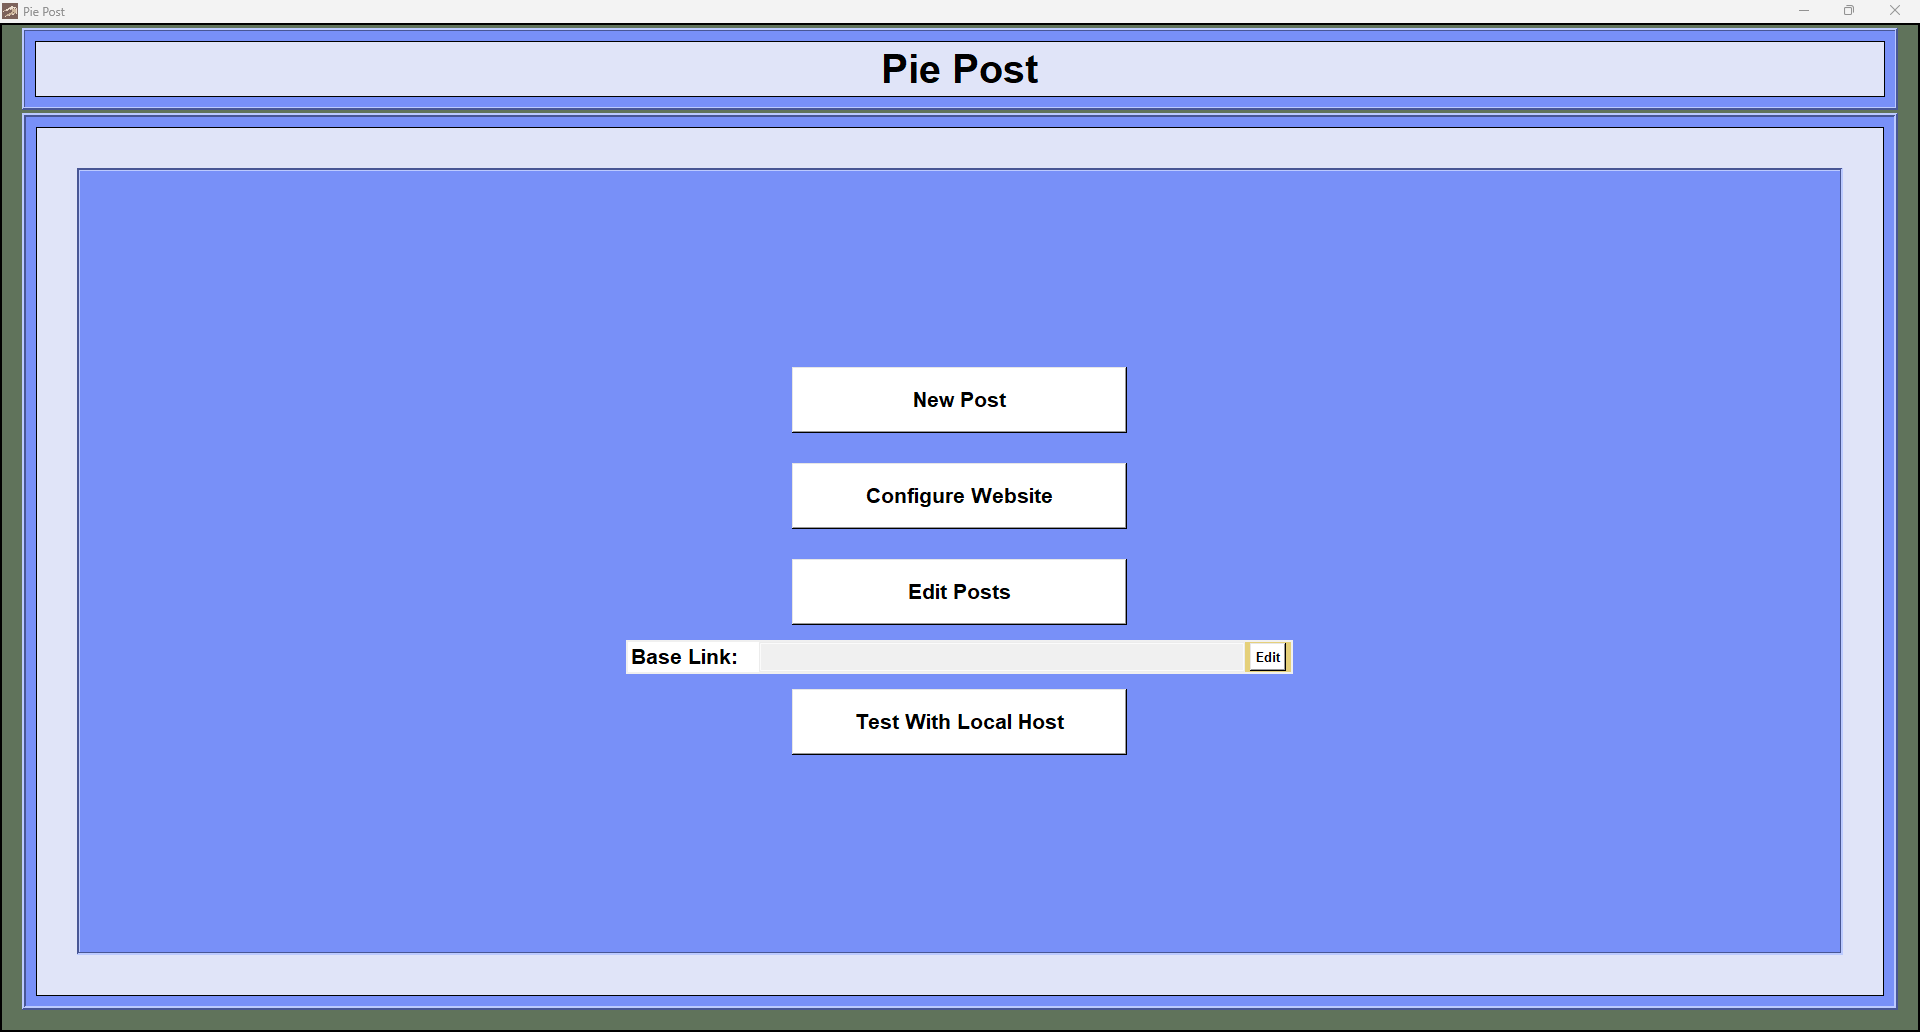 Pie Post
Pie Post
New Post
Configure Website
Edit Posts
Base Link: Edit
Test With Local Host